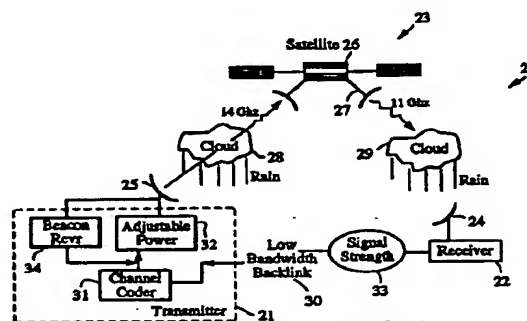 23
Satellite 26
2
14 Ghz
27
11 Ghz
Cloud
28
Rain
29
Cloud
Rain
25
24
Beacon
Rcvr
34
Adjustable
Power
32
Low
Bandwidth
Backlink
30
Signal
Strength
33
Receiver
22
31
Channel
Coder
Transmitter
21